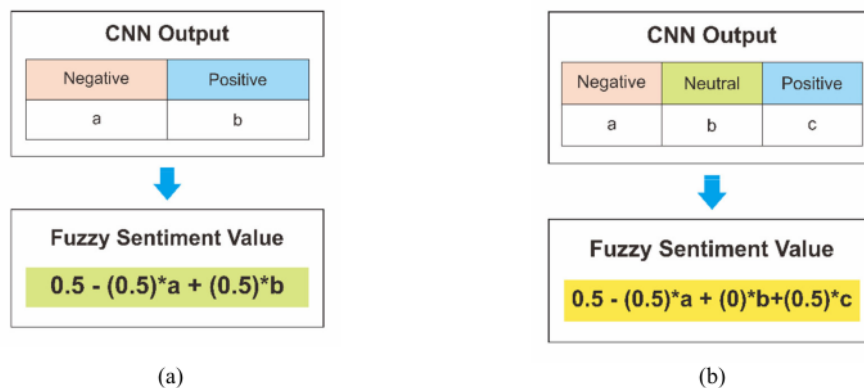 CNN Output
Negative Positive
a b
Fuzzy Sentiment Value
0.5 - (0.5)*a + (0.5)*b
(a)
CNN Output
Negative Neutral Positive
a b c
Fuzzy Sentiment Value
0.5 - (0.5)*a + (0)*b+(0.5)*c
(b)